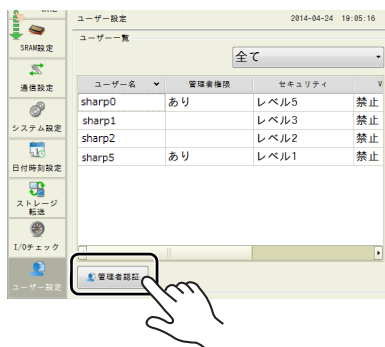 ユーザー設定 2014-04-24 19:05:16
SRAM設定
通信設定
システム設定
日付時刻設定
ストレージ
転送
I/Oチェック
ユーザー設定
ユーザー一覧
全て
ユーザー名 管理者権限 セキュリティ
sharp0 あり レベル5 禁止
sharp1 レベル3 禁止
sharp2 レベル2 禁止
sharp5 あり レベル1 禁止
管理者認証